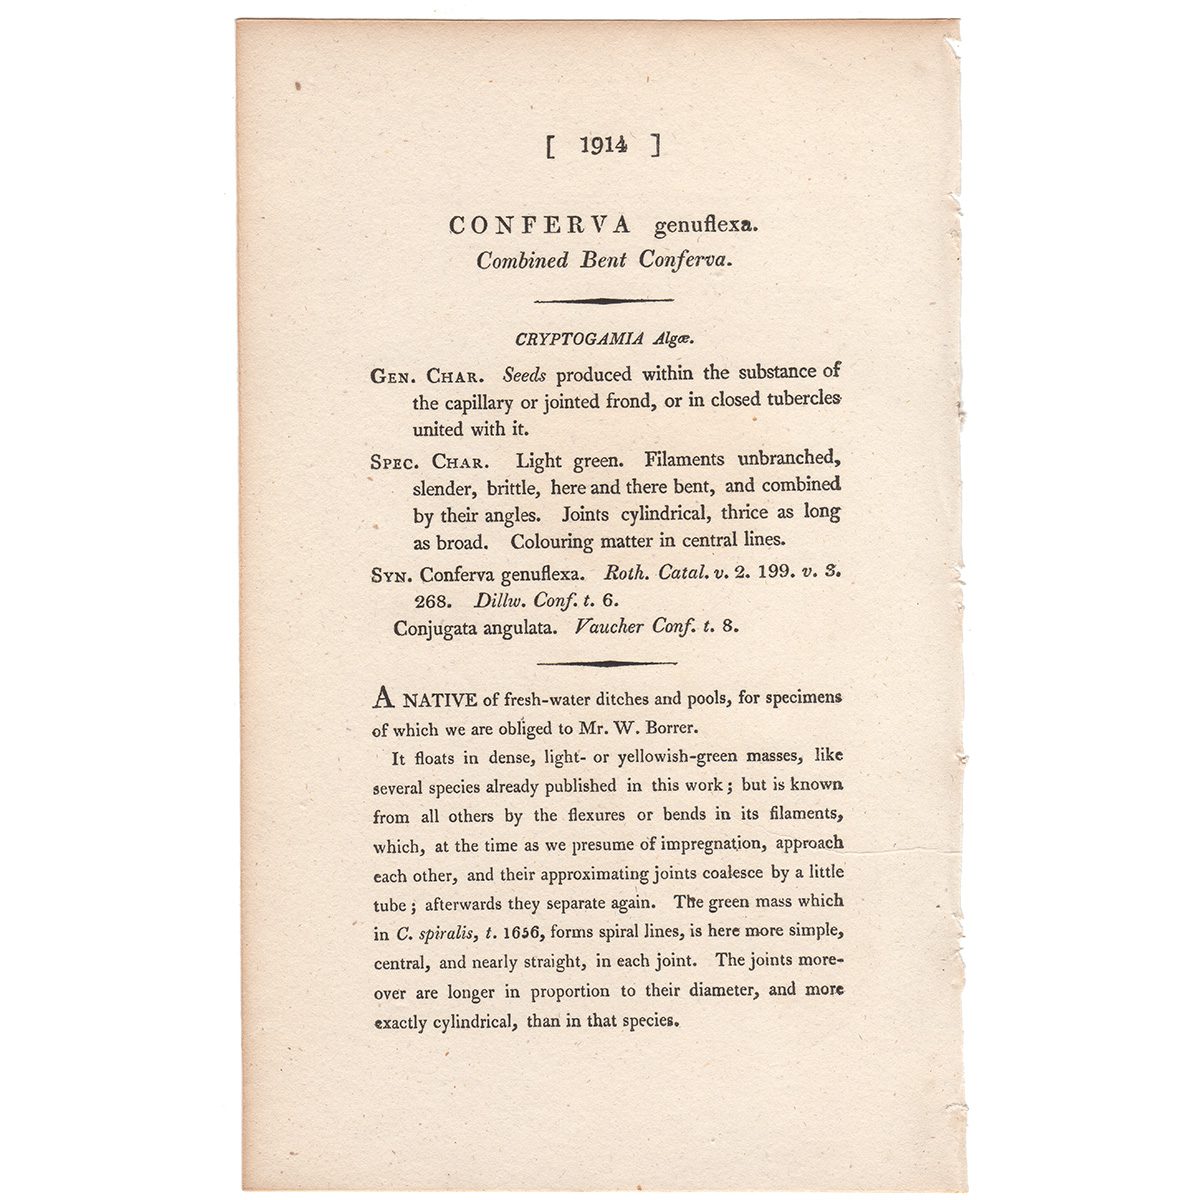 [ 1914 ]
CONFERVA genuflexa.
Combined Bent Conferva.
CRYPTOGAMIA Algæ.
GEN. CHAR. Seeds produced within the substance of
the capillary or jointed frond, or in closed tubercles
united with it.
SPEC. CHAR. Light green. Filaments unbranched,
slender, brittle, here and there bent, and combined
by their angles. Joints cylindrical, thrice as long
as broad. Colouring matter in central lines.
SYN. Conferva genuflexa. Roth. Catal. v. 2. 199. v. 3.
268. Dillw. Conf. t. 6.
Conjugata angulata. Vaucher Conf. t. 8.
A NATIVE of fresh-water ditches and pools, for specimens
of which we are obliged to Mr. W. Borrer.
It floats in dense, light- or yellowish-green masses, like
several species already published in this work; but is known
from all others by the flexures or bends in its filaments,
which, at the time as we presume of impregnation, approach
each other, and their approximating joints coalesce by a little
tube; afterwards they separate again. The green mass which
in C. spiralis, t. 1656, forms spiral lines, is here more simple,
central, and nearly straight, in each joint. The joints more-
over are longer in proportion to their diameter, and more
exactly cylindrical, than in that species.